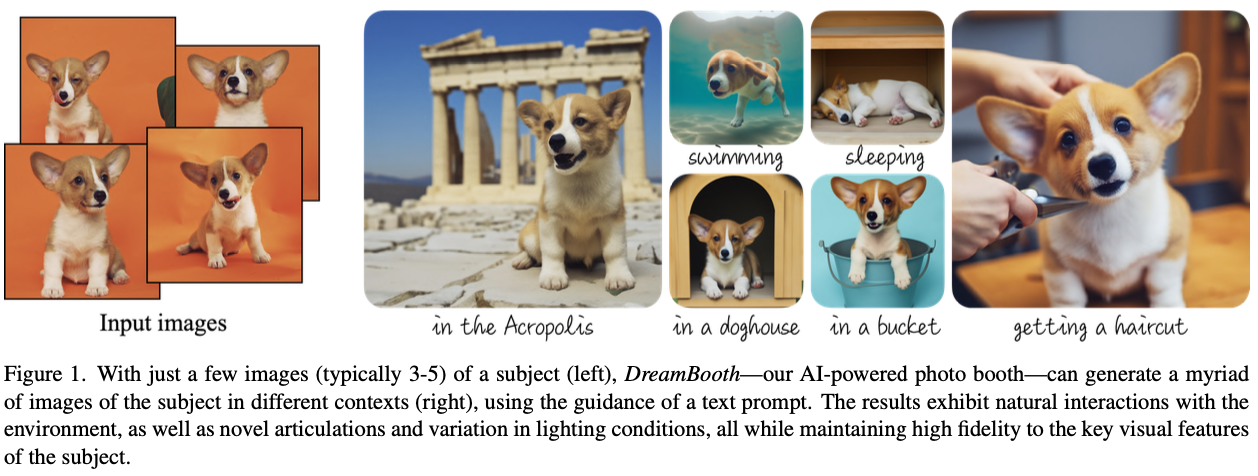 Input images
swimming
sleeping
in the Acropolis
in a doghouse
in a bucket
getting a haircut
Figure 1. With just a few images (typically 3-5) of a subject (left), DreamBooth—our AI-powered photo booth—can generate a myriad
of images of the subject in different contexts (right), using the guidance of a text prompt. The results exhibit natural interactions with the
environment, as well as novel articulations and variation in lighting conditions, all while maintaining high fidelity to the key visual features
of the subject.